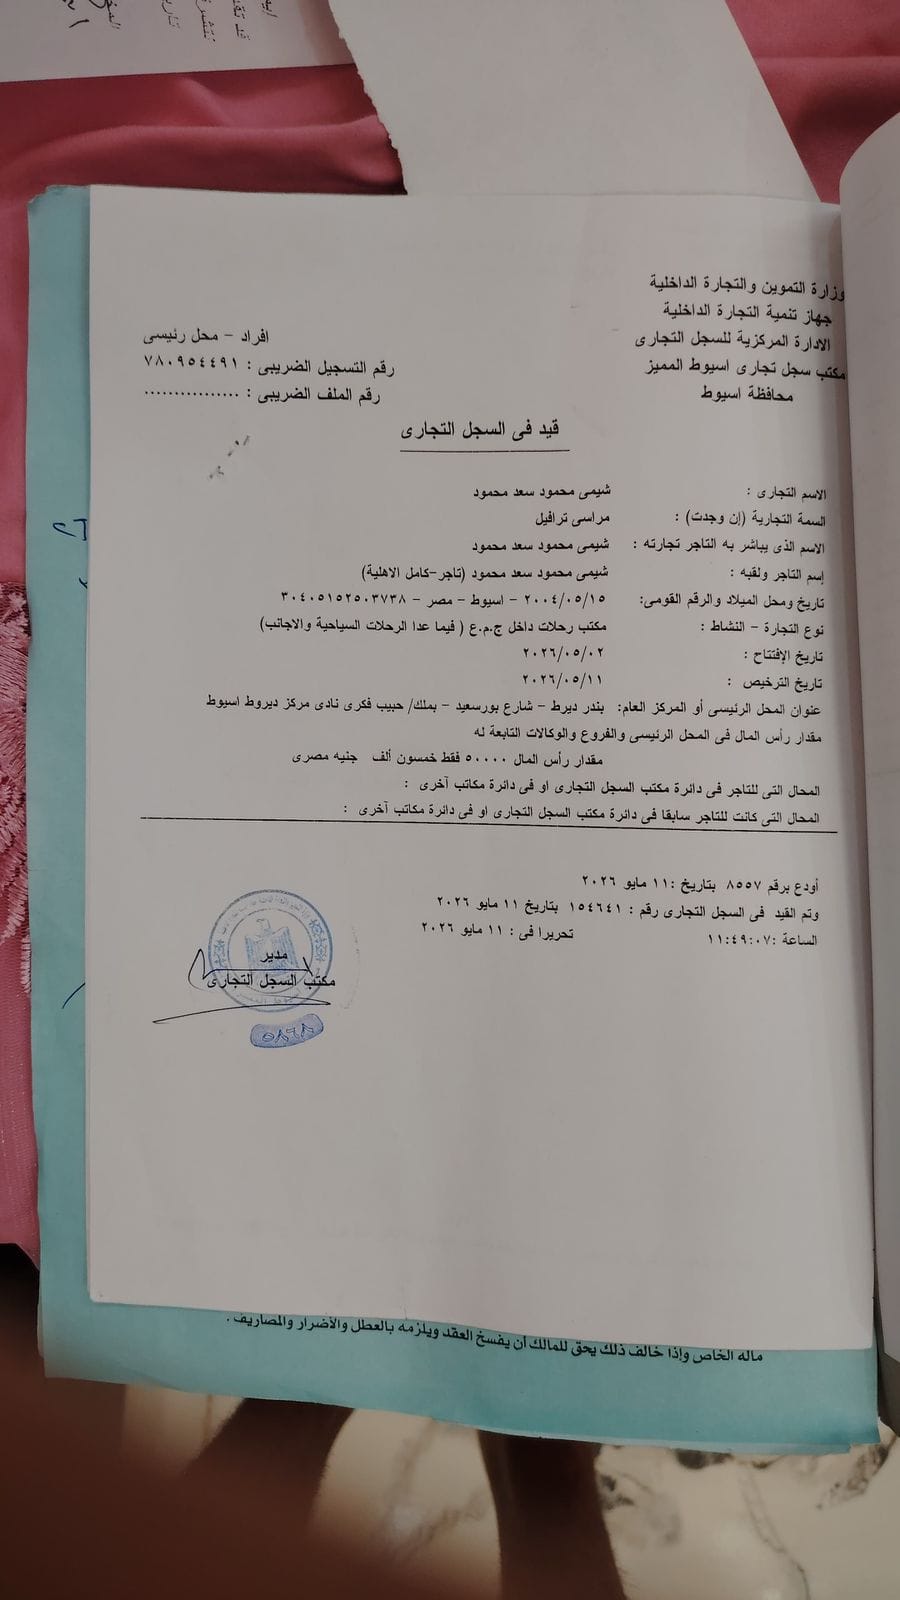 وزارة التموين والتجارة الداخلية
جهاز تنمية التجارة الداخلية
الادارة المركزية للسجل التجارى
مكتب سجل تجارى اسيوط المميز
محافظة اسيوط
افراد - محل رئيسى
رقم التسجيل الضريبى : ٧٨٠٩٥٤٤٩١
رقم الملف الضريبى : ................
قيد فى السجل التجارى
الاسم التجارى : شيمى محمود سعد محمود
السمة التجارية (إن وجدت) : مراسى ترافيل
الاسم الذى يباشر به التاجر تجارته : شيمى محمود سعد محمود
إسم التاجر ولقبه : شيمى محمود سعد محمود (تاجر-كامل الاهلية)
تاريخ ومحل الميلاد والرقم القومى: ٢٠٠٤/٠٥/١٥ - اسيوط - مصر - ٣٠٤٠٥١٥٢٥٠٣٧٣٨
نوع التجارة - النشاط : مكتب رحلات داخل ج.م.ع ( فيما عدا الرحلات السياحية والاجانب)
تاريخ الإفتتاح : ٢٠٢٦/٠٥/٠٢
تاريخ الترخيص : ٢٠٢٦/٠٥/١١
عنوان المحل الرئيسى أو المركز العام: بندر ديرط - شارع بورسعيد - بملك/ حبيب فكرى نادى مركز ديروط اسيوط
مقدار رأس المال فى المحل الرئيسى والفروع والوكالات التابعة له
مقدار رأس المال ٥٠٠٠٠ فقط خمسون ألف جنيه مصرى
المحال التى للتاجر فى دائرة مكتب السجل التجارى او فى دائرة مكاتب آخرى :
المحال التى كانت للتاجر سابقا فى دائرة مكتب السجل التجارى او فى دائرة مكاتب آخرى :
أودع برقم ٨٥٥٧ بتاريخ :١١ مايو ٢٠٢٦
وتم القيد فى السجل التجارى رقم : ١٥٤٦٤١ بتاريخ ١١ مايو ٢٠٢٦
الساعة :١١:٤٩:٠٧ تحريرا فى : ١١ مايو ٢٠٢٦
مدير
مكتب السجل التجارى
ماله الخاص وإذا خالف ذلك يحق للمالك أن يفسخ العقد ويلزمه بالعطل والأضرار والمصاريف .